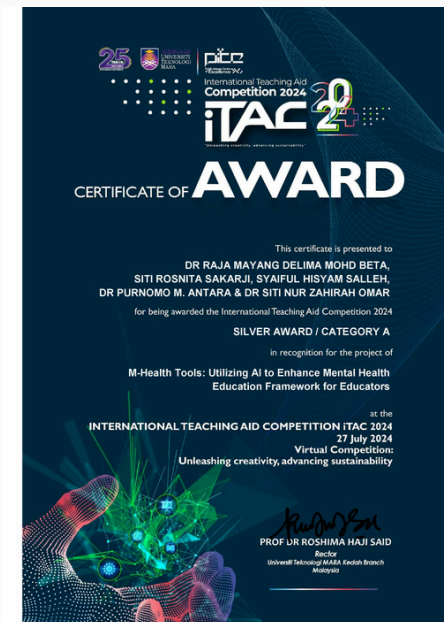 25
UNIVERSITI
TEKNOLOGI
MARA
pitc
International Teaching Aid
Competition 2024
iTAC 2024
"Unleashing creativity, advancing sustainability"
CERTIFICATE OF AWARD
This certificate is presented to
DR RAJA MAYANG DELIMA MOHD BETA,
SITI ROSNITA SAKARJI, SYAIFUL HISYAM SALLEH,
DR PURNOMO M. ANTARA & DR SITI NUR ZAHIRAH OMAR
for being awarded the International Teaching Aid Competition 2024
SILVER AWARD / CATEGORY A
in recognition for the project of
M-Health Tools: Utilizing AI to Enhance Mental Health
Education Framework for Educators
at the
INTERNATIONAL TEACHING AID COMPETITION iTAC 2024
27 July 2024
Virtual Competition:
Unleashing creativity, advancing sustainability
PROF DR ROSHIMA HAJI SAID
Rector
Universiti Teknologi MARA Kedah Branch
Malaysia